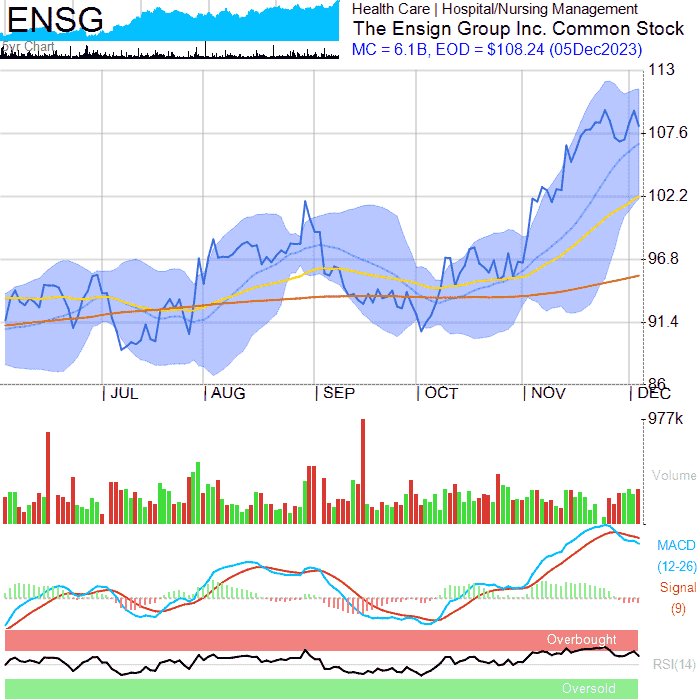 ENSG
5yr Chart
Health Care | Hospital/Nursing Management
The Ensign Group Inc. Common Stock
MC = 6.1B, EOD = $108.24 (05Dec2023)
113
107.6
102.2
96.8
91.4
86
JUL AUG SEP OCT NOV DEC
977k
Volume
MACD
(12-26)
Signal
(9)
Overbought
RSI(14)
Oversold